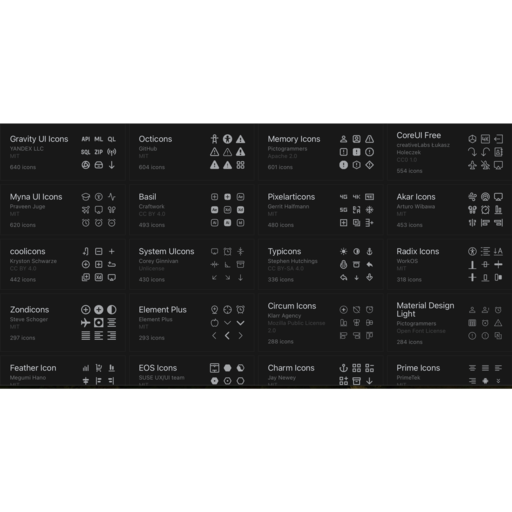 Gravity UI Icons
YANDEX LLC
MIT
640 icons
API ML QL
SQL ZIP
Octicons
GitHub
MIT
604 icons
Memory Icons
Pictogrammers
Apache 2.0
601 icons
CoreUI Free
creativeLabs Łukasz
Holeczek
CC0 1.0
554 icons
Myna UI Icons
Praveen Juge
MIT
520 icons
Basil
Craftwork
CC BY 4.0
493 icons
Pixelarticons
Gerrit Halfmann
MIT
480 icons
Akar Icons
Arturo Wibawa
MIT
453 icons
coolicons
Kryston Schwarze
CC BY 4.0
442 icons
System UIcons
Corey Ginnivan
Unlicense
430 icons
Typicons
Stephen Hutchings
CC BY-SA 4.0
336 icons
Radix Icons
WorkOS
MIT
318 icons
Zondicons
Steve Schoger
MIT
297 icons
Element Plus
Element Plus
MIT
293 icons
Circum Icons
Klarr Agency
Mozilla Public License
2.0
288 icons
Material Design
Light
Pictogrammers
Open Font License
284 icons
Feather Icon
Megumi Hano
MIT
EOS Icons
SUSE UX/UI team
MIT
Charm Icons
Jay Newey
MIT
Prime Icons
PrimeTek
MIT